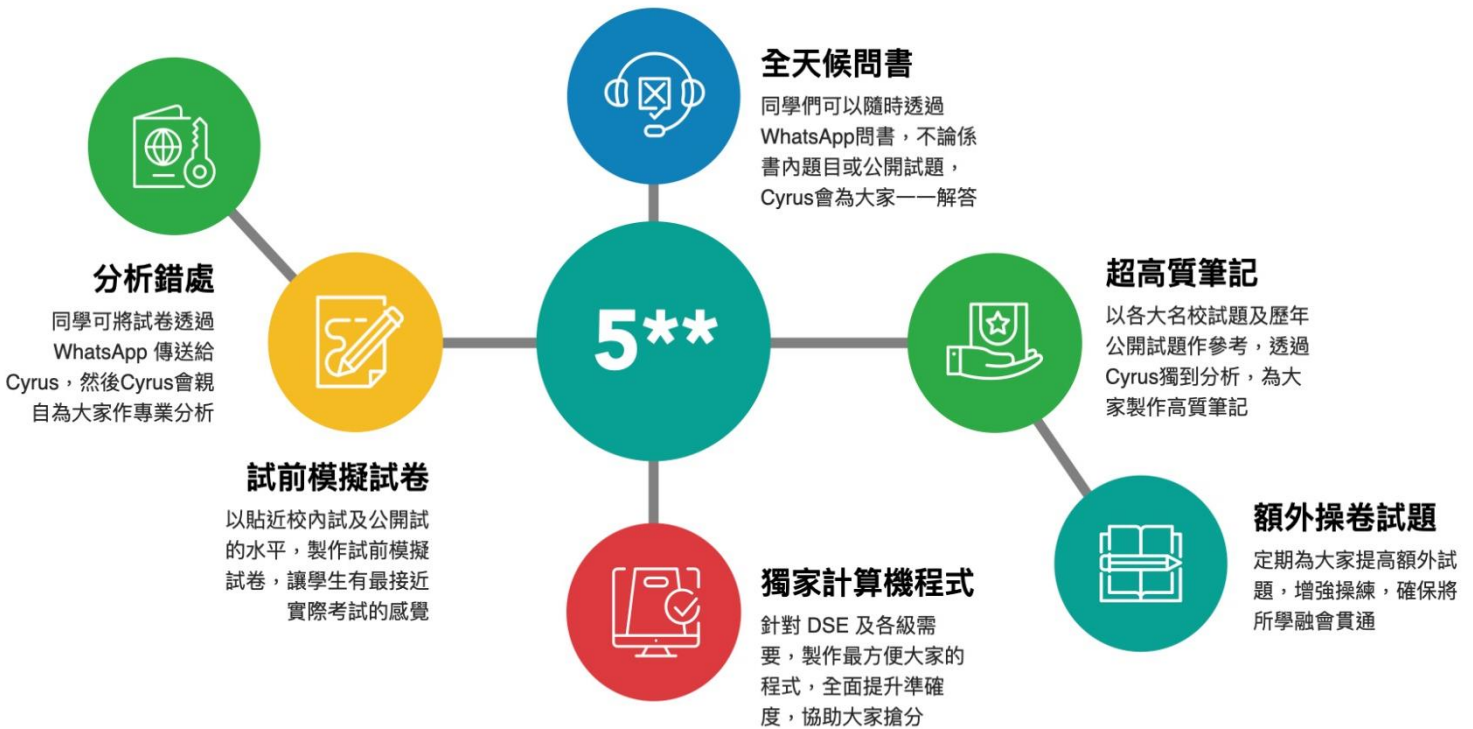 全天候問書
同學們可以隨時透過
WhatsApp問書，不論係
書內題目或公開試題，
Cyrus會為大家一一解答
分析錯處
同學可將試卷透過
WhatsApp 傳送給
Cyrus，然後Cyrus會親
自為大家作專業分析
5**
超高質筆記
以各大名校試題及歷年
公開試題作參考，透過
Cyrus獨到分析，為大
家製作高質筆記
試前模擬試卷
以貼近校內試及公開試
的水平，製作試前模擬
試卷，讓學生有最接近
實際考試的感覺
獨家計算機程式
針對 DSE 及各級需
要，製作最方便大家的
程式，全面提升準確
度，協助大家搶分
額外操卷試題
定期為大家提高額外試
題，增強操練，確保將
所學融會貫通